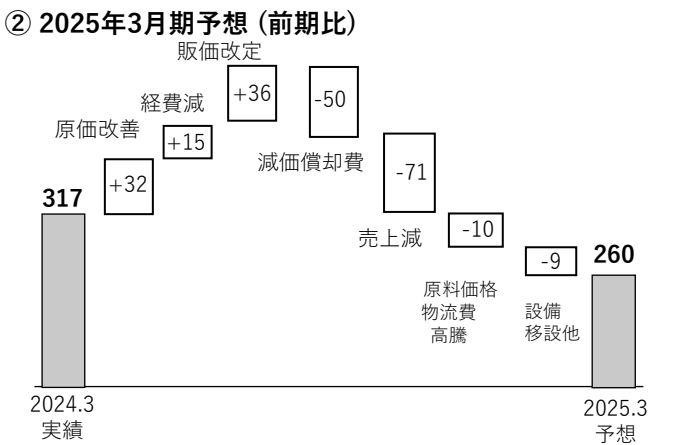 ② 2025年3月期予想 (前期比)
販価改定
+36
-50
経費減
+15
原価改善
+32
減価償却費
-71
317
売上減
-10
260
-9
原料価格
物流費
高騰
設備
移設他
2024.3
実績
2025.3
予想